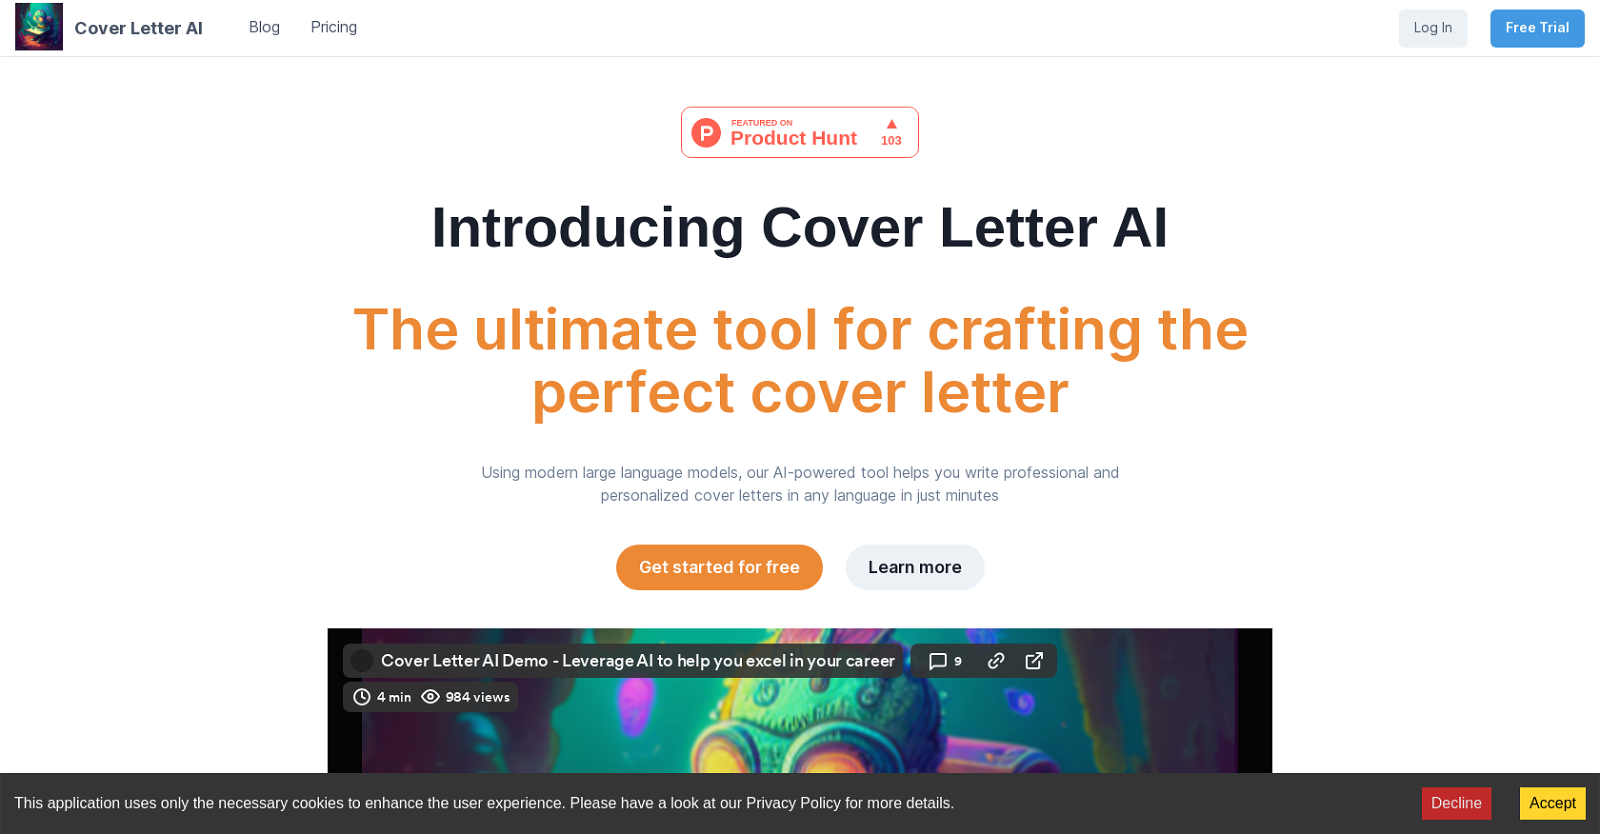 Cover Letter AI
Blog
Pricing
Log In
Free Trial
P
FEATURED ON
Product Hunt
103
Introducing Cover Letter AI
The ultimate tool for crafting the
perfect cover letter
Using modern large language models, our AI-powered tool helps you write professional and
personalized cover letters in any language in just minutes
Get started for free
Learn more
Cover Letter AI Demo - Leverage AI to help you excel in your career
9
4 min
984 views
This application uses only the necessary cookies to enhance the user experience. Please have a look at our Privacy Policy for more details.
Decline
Accept